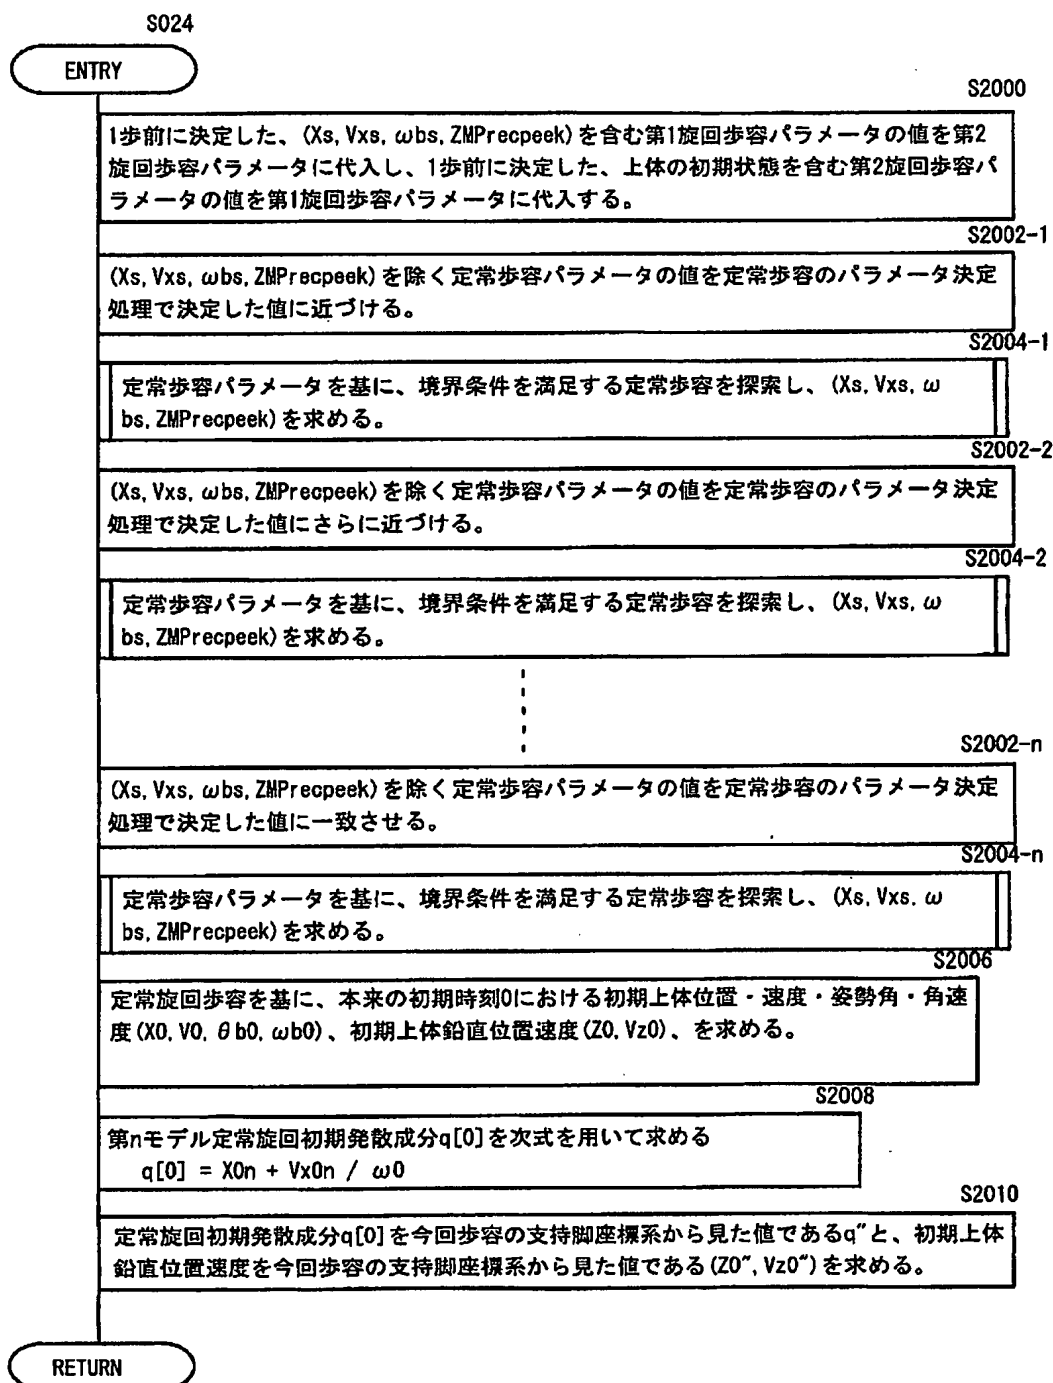 S024
ENTRY
S2000
1歩前に決定した、(Xs, Vxs, ωbs, ZMPrecpeek)を含む第1旋回歩容パラメータの値を第2
旋回歩容パラメータに代入し、1歩前に決定した、上体の初期状態を含む第2旋回歩容パ
ラメータの値を第1旋回歩容パラメータに代入する。
S2002-1
(Xs, Vxs, ωbs, ZMPrecpeek)を除く定常歩容パラメータの値を定常歩容のパラメータ決定
処理で決定した値に近づける。
S2004-1
定常歩容パラメータを基に、境界条件を満足する定常歩容を探索し、(Xs, Vxs, ω
bs, ZMPrecpeek)を求める。
S2002-2
(Xs, Vxs, ωbs, ZMPrecpeek)を除く定常歩容パラメータの値を定常歩容のパラメータ決定
処理で決定した値にさらに近づける。
S2004-2
定常歩容パラメータを基に、境界条件を満足する定常歩容を探索し、(Xs, Vxs, ω
bs, ZMPrecpeek)を求める。
S2002-n
(Xs, Vxs, ωbs, ZMPrecpeek)を除く定常歩容パラメータの値を定常歩容のパラメータ決定
処理で決定した値に一致させる。
S2004-n
定常歩容パラメータを基に、境界条件を満足する定常歩容を探索し、(Xs, Vxs, ω
bs, ZMPrecpeek)を求める。
S2006
定常旋回歩容を基に、本来の初期時刻0における初期上体位置・速度・姿勢角・角速
度(X0, V0, θb0, ωb0)、初期上体鉛直位置速度(Z0, Vz0)、を求める。
S2008
第nモデル定常旋回初期発散成分q[0]を次式を用いて求める
q[0] = X0n + Vx0n / ω0
S2010
定常旋回初期発散成分q[0]を今回歩容の支持脚座標系から見た値であるq″と、初期上体
鉛直位置速度を今回歩容の支持脚座標系から見た値である(Z0″, Vz0″)を求める。
RETURN